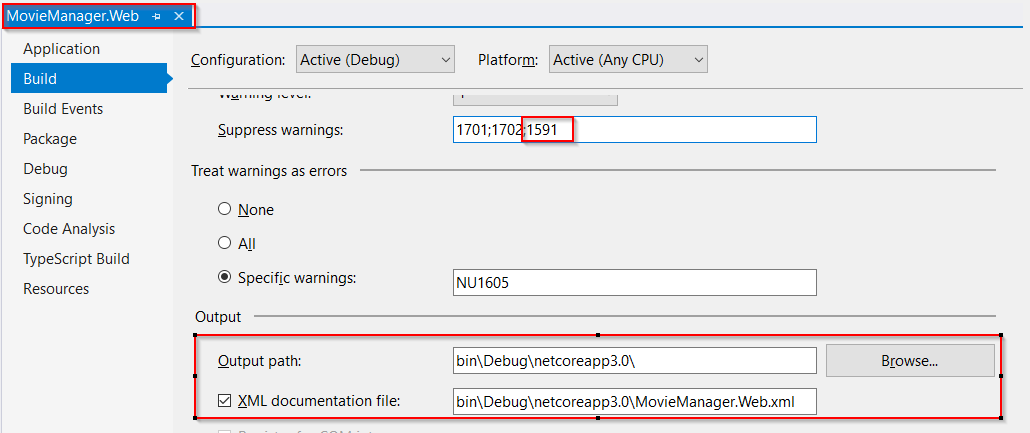 MovieManager.Web
Application
Build
Build Events
Package
Debug
Signing
Code Analysis
TypeScript Build
Resources
Configuration: Active (Debug) Platform: Active (Any CPU)
Warning level:
Suppress warnings: 1701;1702;1591
Treat warnings as errors
None
All
Specific warnings: NU1605
Output
Output path: bin\Debug\netcoreapp3.0\ Browse...
XML documentation file: bin\Debug\netcoreapp3.0\MovieManager.Web.xml